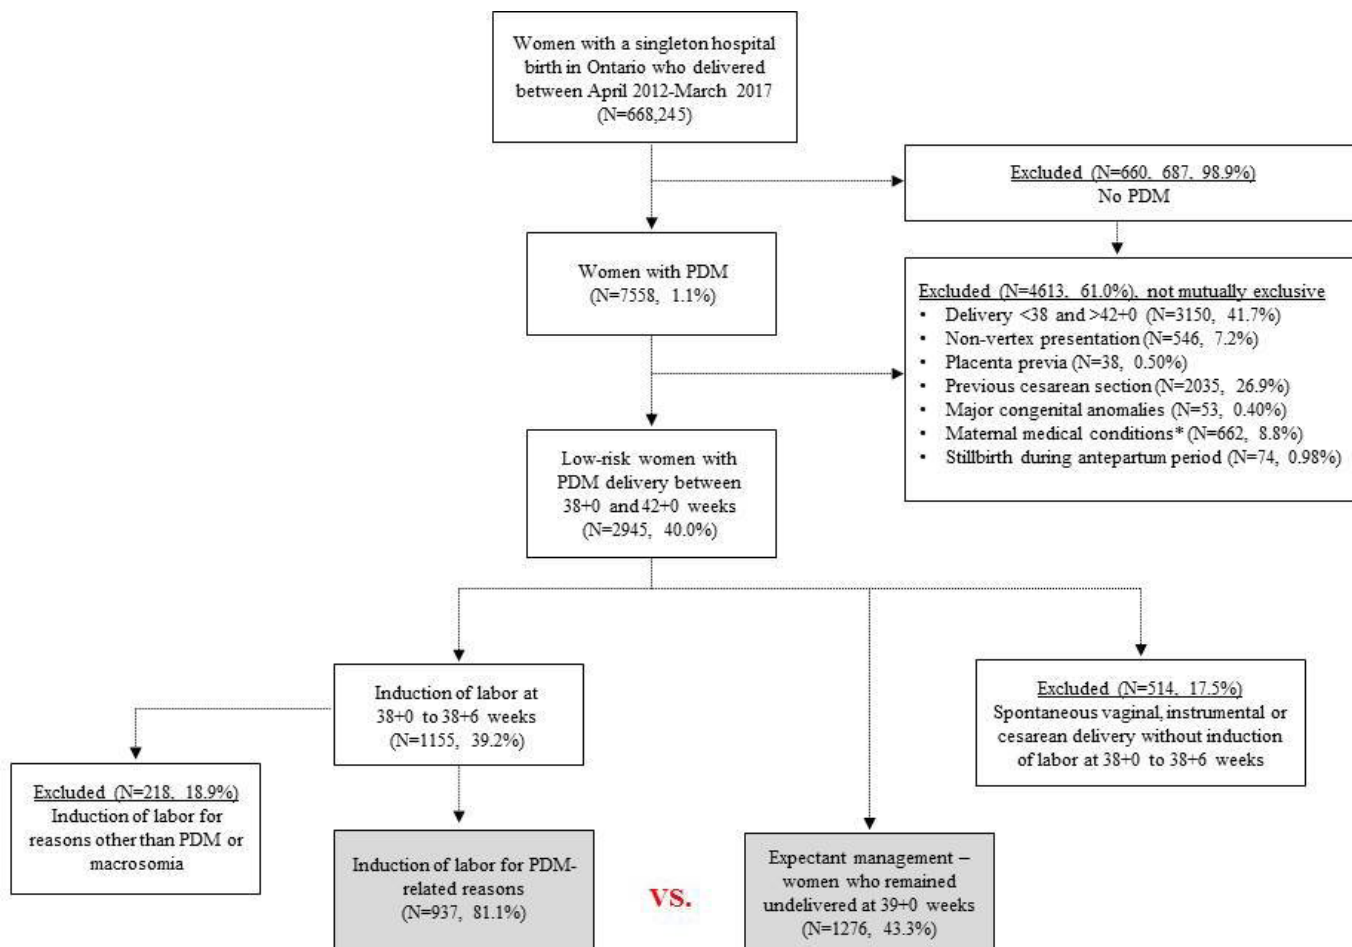 Women with a singleton hospital
birth in Ontario who delivered
between April 2012-March 2017
(N=668,245)
Excluded (N=660, 687, 98.9%)
No PDM
Women with PDM
(N=7558, 1.1%)
Excluded (N=4613, 61.0%), not mutually exclusive
• Delivery <38 and >42+0 (N=3150, 41.7%)
• Non-vertex presentation (N=546, 7.2%)
• Placenta previa (N=38, 0.50%)
• Previous cesarean section (N=2035, 26.9%)
• Major congenital anomalies (N=53, 0.40%)
• Maternal medical conditions* (N=662, 8.8%)
• Stillbirth during antepartum period (N=74, 0.98%)
Low-risk women with
PDM delivery between
38+0 and 42+0 weeks
(N=2945, 40.0%)
Induction of labor at
38+0 to 38+6 weeks
(N=1155, 39.2%)
Excluded (N=514, 17.5%)
Spontaneous vaginal, instrumental or
cesarean delivery without induction
of labor at 38+0 to 38+6 weeks
Excluded (N=218, 18.9%)
Induction of labor for
reasons other than PDM or
macrosomia
Induction of labor for PDM-
related reasons
(N=937, 81.1%)
vs.
Expectant management –
women who remained
undelivered at 39+0 weeks
(N=1276, 43.3%)